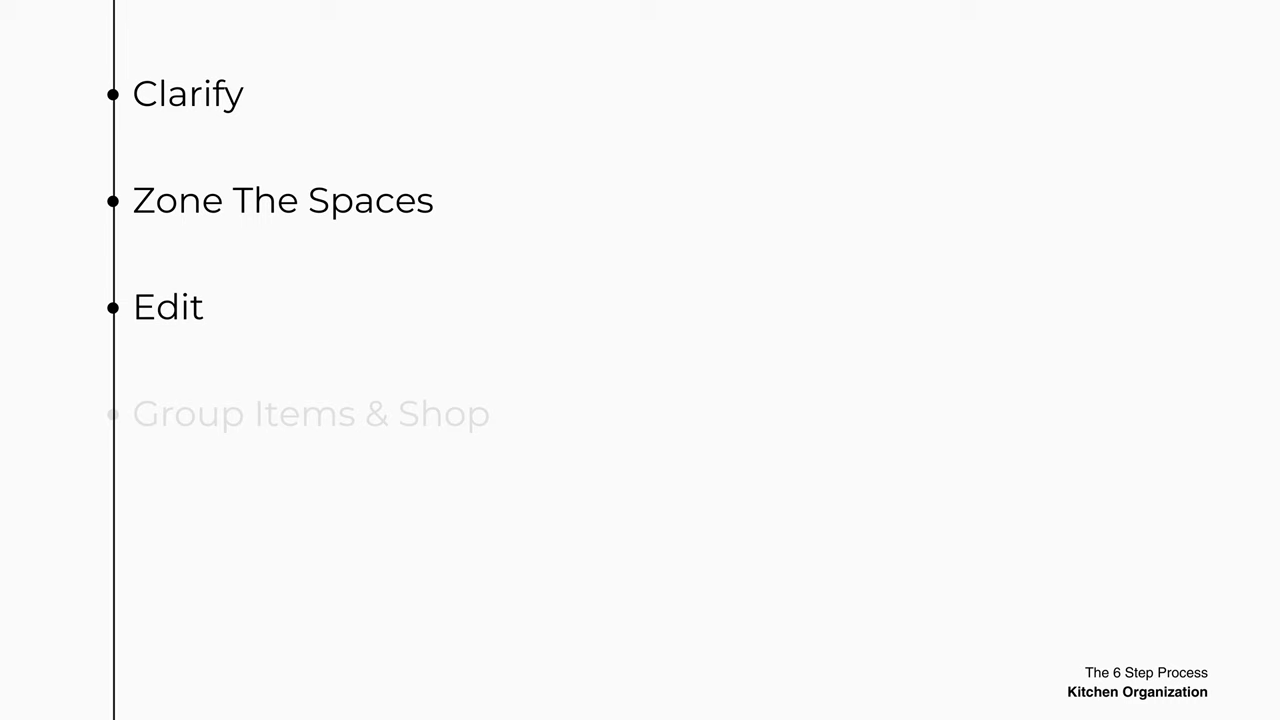 Clarify
Zone The Spaces
Edit
Group Items & Shop
The 6 Step Process
Kitchen Organization